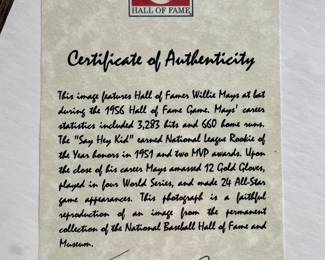 HALL OF FAME
Certificate of Authenticity
This image features Hall of Famer Willie Mays at bat
during the 1956 Hall of Fame Game. Mays' career
statistics included 3,283 hits and 660 home runs.
The "Say Hey Kid" earned National League Rookie of
the Year honors in 1951 and two MVP awards. Upon
the close of his career Mays amassed 12 Gold Gloves,
played in four World Series, and made 24 All-Star
game appearances. This photograph is a faithful
reproduction of an image from the permanent
collection of the National Baseball Hall of Fame and
Museum.